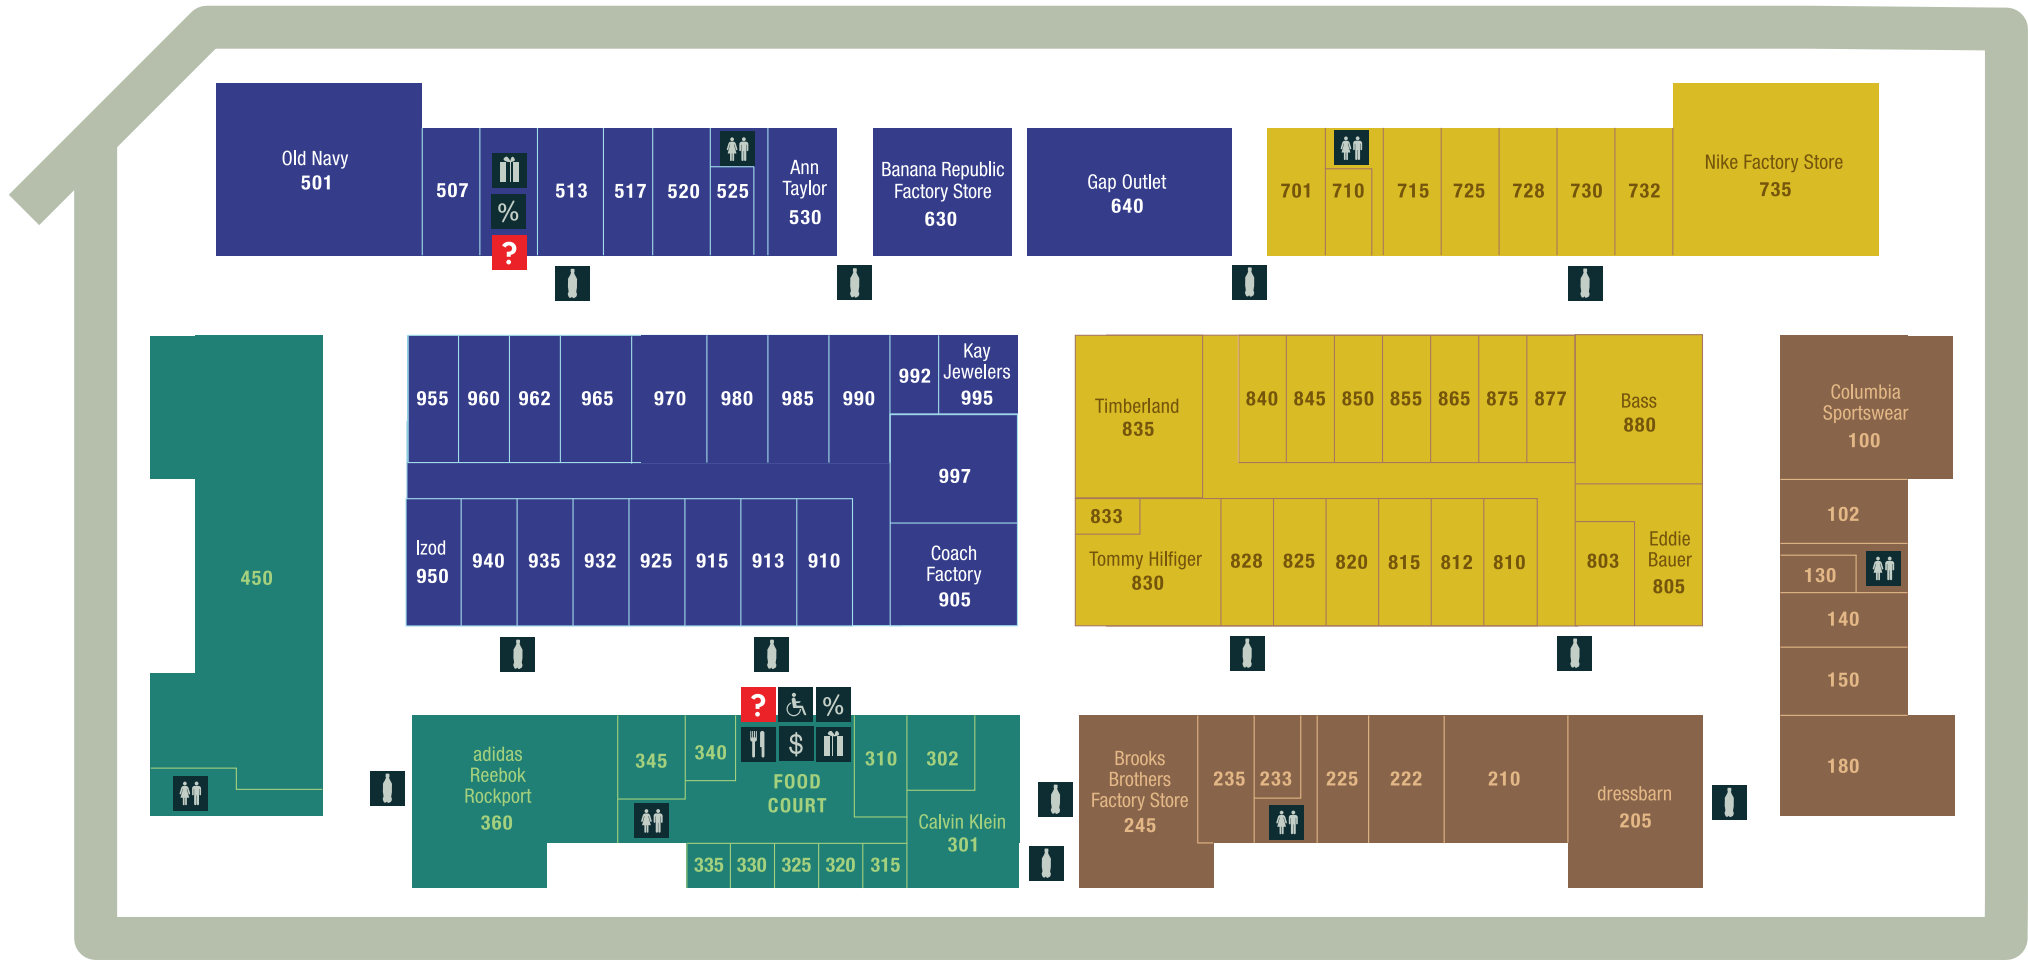 Old Navy
501
507
%
?
513
517
520
525
Ann
Taylor
530
Banana Republic
Factory Store
630
Gap Outlet
640
701
710
715
725
728
730
732
Nike Factory Store
735
450
955
960
962
965
970
980
985
990
992
Kay
Jewelers
995
997
Izod
950
940
935
932
925
915
913
910
Coach
Factory
905
Timberland
835
840
845
850
855
865
875
877
Bass
880
833
Tommy Hilfiger
830
828
825
820
815
812
810
803
Eddie
Bauer
805
Columbia
Sportswear
100
102
130
140
150
180
adidas
Reebok
Rockport
360
345
340
?
%
$
FOOD
COURT
310
302
Calvin Klein
301
335
330
325
320
315
Brooks
Brothers
Factory Store
245
235
233
225
222
210
dressbarn
205